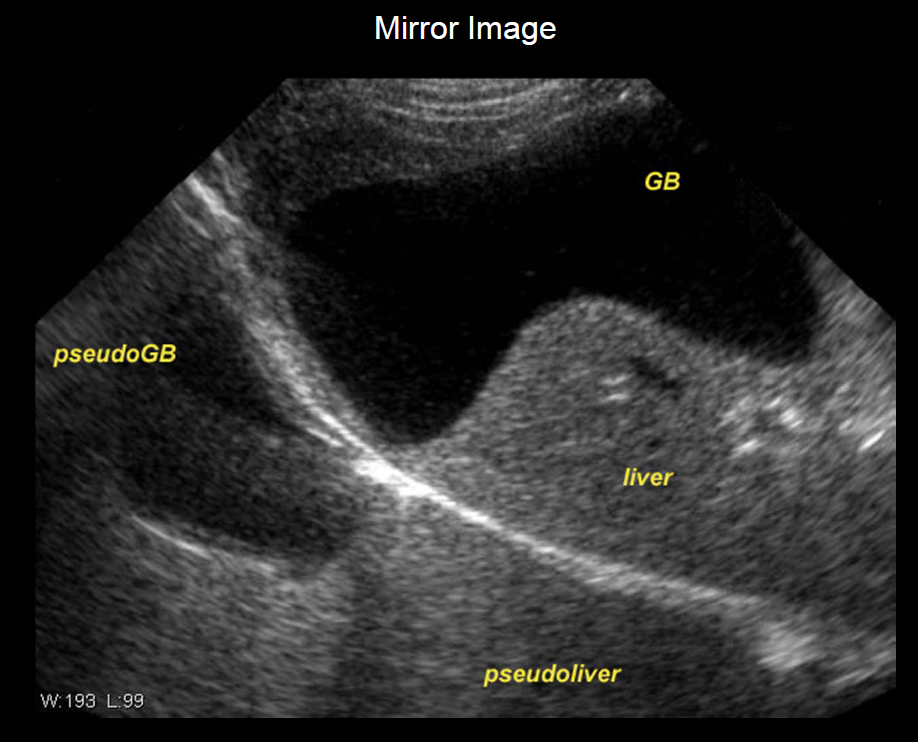 Mirror Image
GB
pseudoGB
liver
pseudoliver
W:193 L:99